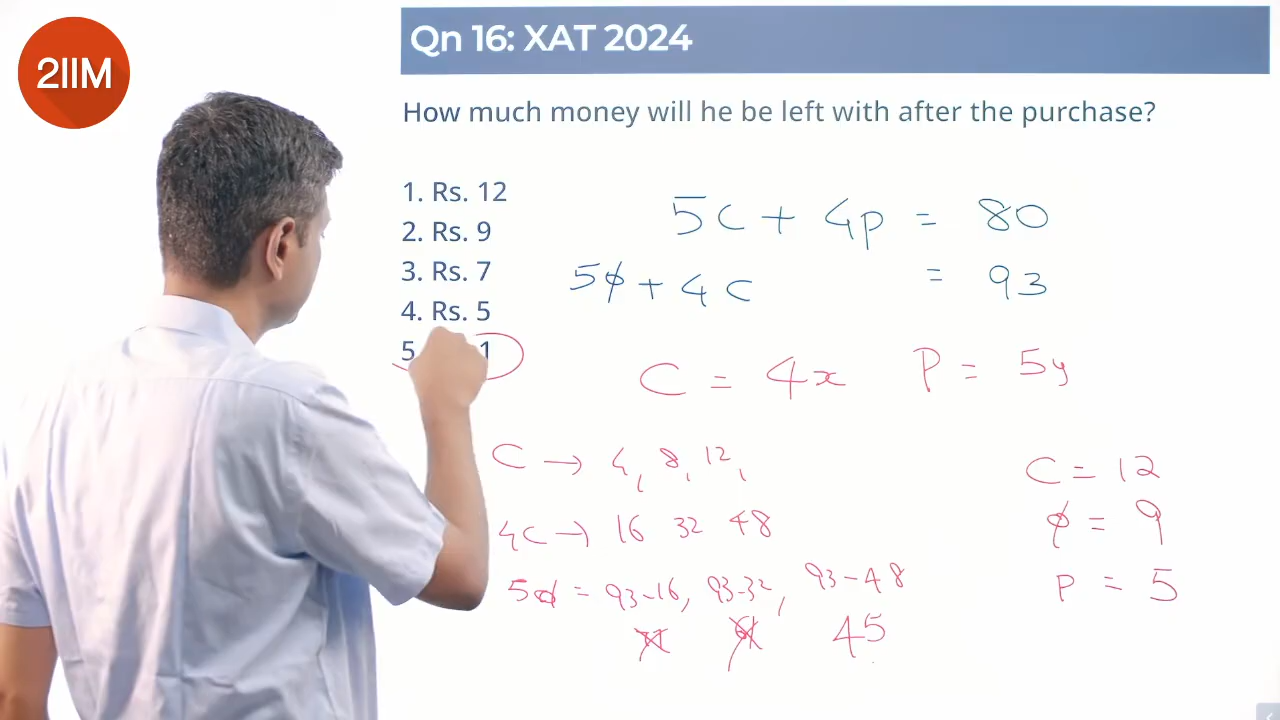 2IIM
Qn 16: XAT 2024
How much money will he be left with after the purchase?
1. Rs. 12
2. Rs. 9
3. Rs. 7
4. Rs. 5
5. 1
5C + 4p = 80
5ϕ + 4C = 93
C = 4x P = 5y
C → 4, 8, 12,
4C → 16 32 48
5ϕ = 93-16, 93-32, 93-48
45
C = 12
ϕ = 9
P = 5